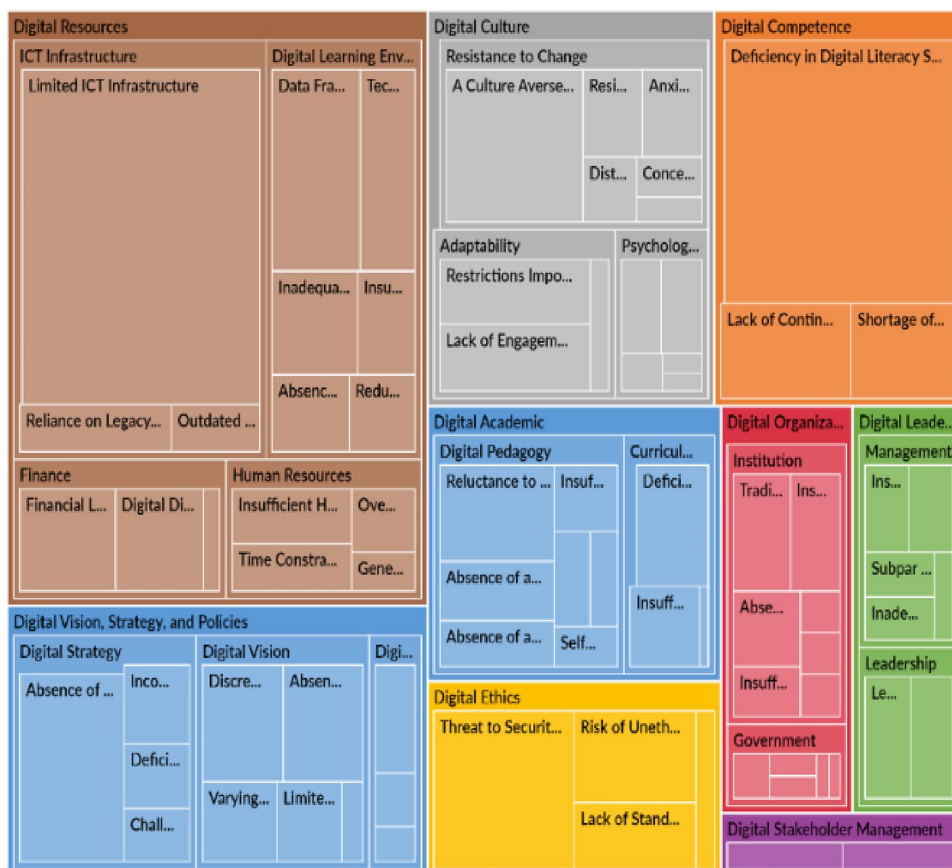 Digital Resources
ICT Infrastructure
Limited ICT Infrastructure
Reliance on Legacy...
Outdated ...
Digital Learning Env...
Data Fra...
Tec...
Inadequa...
Insu...
Absenc...
Redu...
Finance
Financial L...
Digital Di...
Human Resources
Insufficient H...
Ove...
Time Constra...
Gene...
Digital Vision, Strategy, and Policies
Digital Strategy
Absence of ...
Inco...
Defici...
Chall...
Digital Vision
Discre...
Absen...
Varying...
Limite...
Digi...
Digital Culture
Resistance to Change
A Culture Averse...
Resi...
Anxi...
Dist...
Conce...
Adaptability
Restrictions Impo...
Lack of Engagem...
Psycholog...
Digital Academic
Digital Pedagogy
Reluctance to ...
Insuf...
Absence of a...
Absence of a...
Self...
Curricul...
Defici...
Insuff...
Digital Ethics
Threat to Securit...
Risk of Uneth...
Lack of Stand...
Digital Competence
Deficiency in Digital Literacy S...
Lack of Contin...
Shortage of...
Digital Organiza...
Institution
Tradi...
Ins...
Abse...
Insuff...
Government
Digital Leade...
Management
Ins...
Subpar ...
Inade...
Leadership
Le...
Digital Stakeholder Management